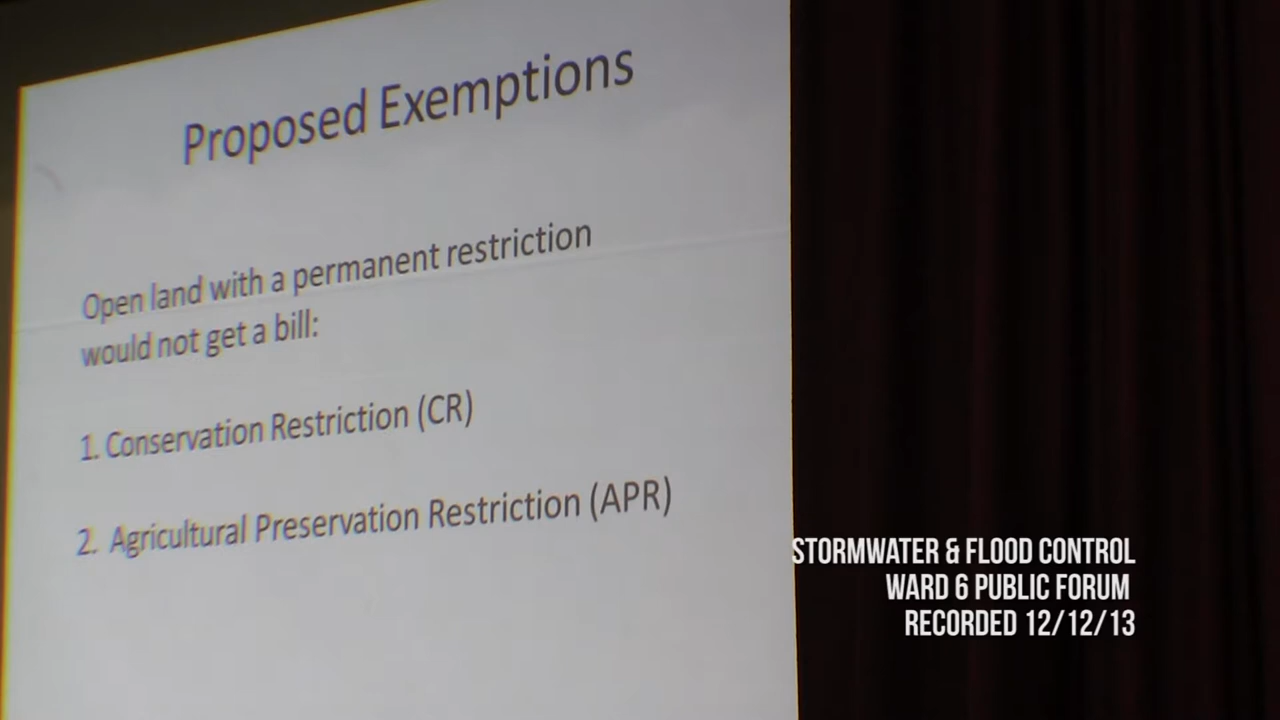 Proposed Exemptions
Open land with a permanent restriction
would not get a bill:
1. Conservation Restriction (CR)
2. Agricultural Preservation Restriction (APR)
STORMWATER & FLOOD CONTROL
WARD 6 PUBLIC FORUM
RECORDED 12/12/13